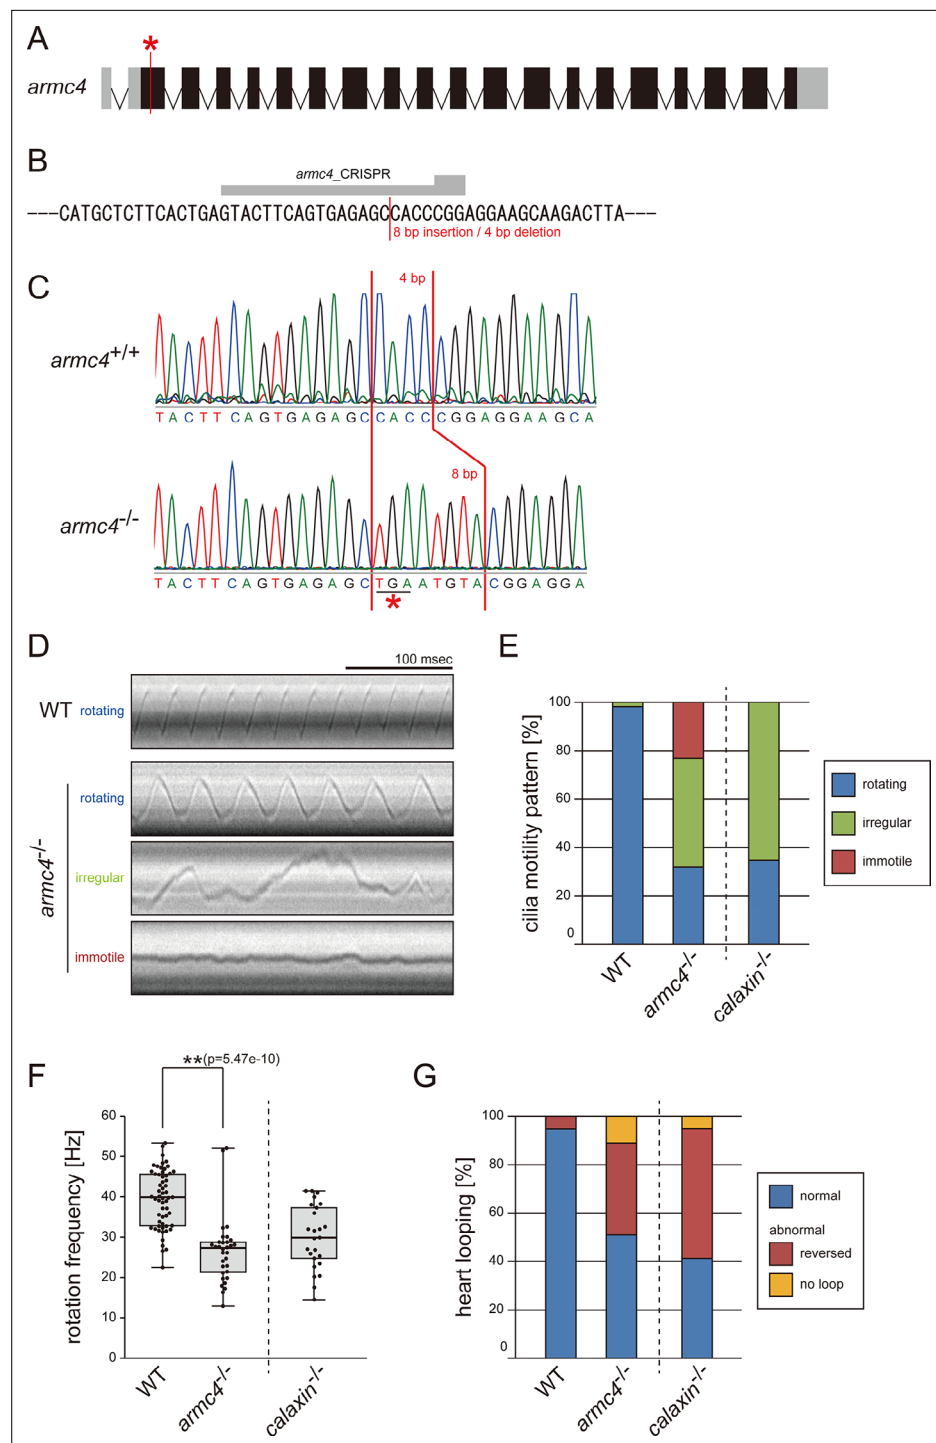 A
*
armc4
B
armc4_CRISPR
---CATGCTCTTCACTGAGTACTTCAGTGAGAGCCACCCGGAGGAAGCAAGACTTA---
8 bp insertion / 4 bp deletion
C
4 bp
armc4+/+
TACTTCAGTGAGAGCCACCCGGAGGAAGCA
8 bp
armc4-/-
TACTTCAGTGAGAGCTGAATGTACGGAGGA
*
D
100 msec
WT rotating
armc4-/-
rotating
irregular
immotile
E
cilia motility pattern [%]
100
80
60
40
20
0
WT
armc4-/-
calaxin-/-
rotating
irregular
immotile
F
**(p=5.47e-10)
rotation frequency [Hz]
60
50
40
30
20
10
0
WT
armc4-/-
calaxin-/-
G
heart looping [%]
100
80
60
40
20
0
WT
armc4-/-
calaxin-/-
normal
abnormal
reversed
no loop